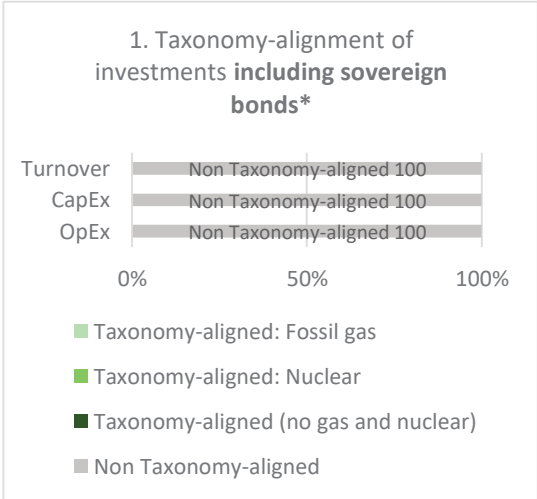 1. Taxonomy-alignment of
investments including sovereign
bonds*
Turnover
Non Taxonomy-aligned 100
CapEx
Non Taxonomy-aligned 100
OpEx
Non Taxonomy-aligned 100
0%
50%
100%
Taxonomy-aligned: Fossil gas
Taxonomy-aligned: Nuclear
Taxonomy-aligned (no gas and nuclear)
Non Taxonomy-aligned